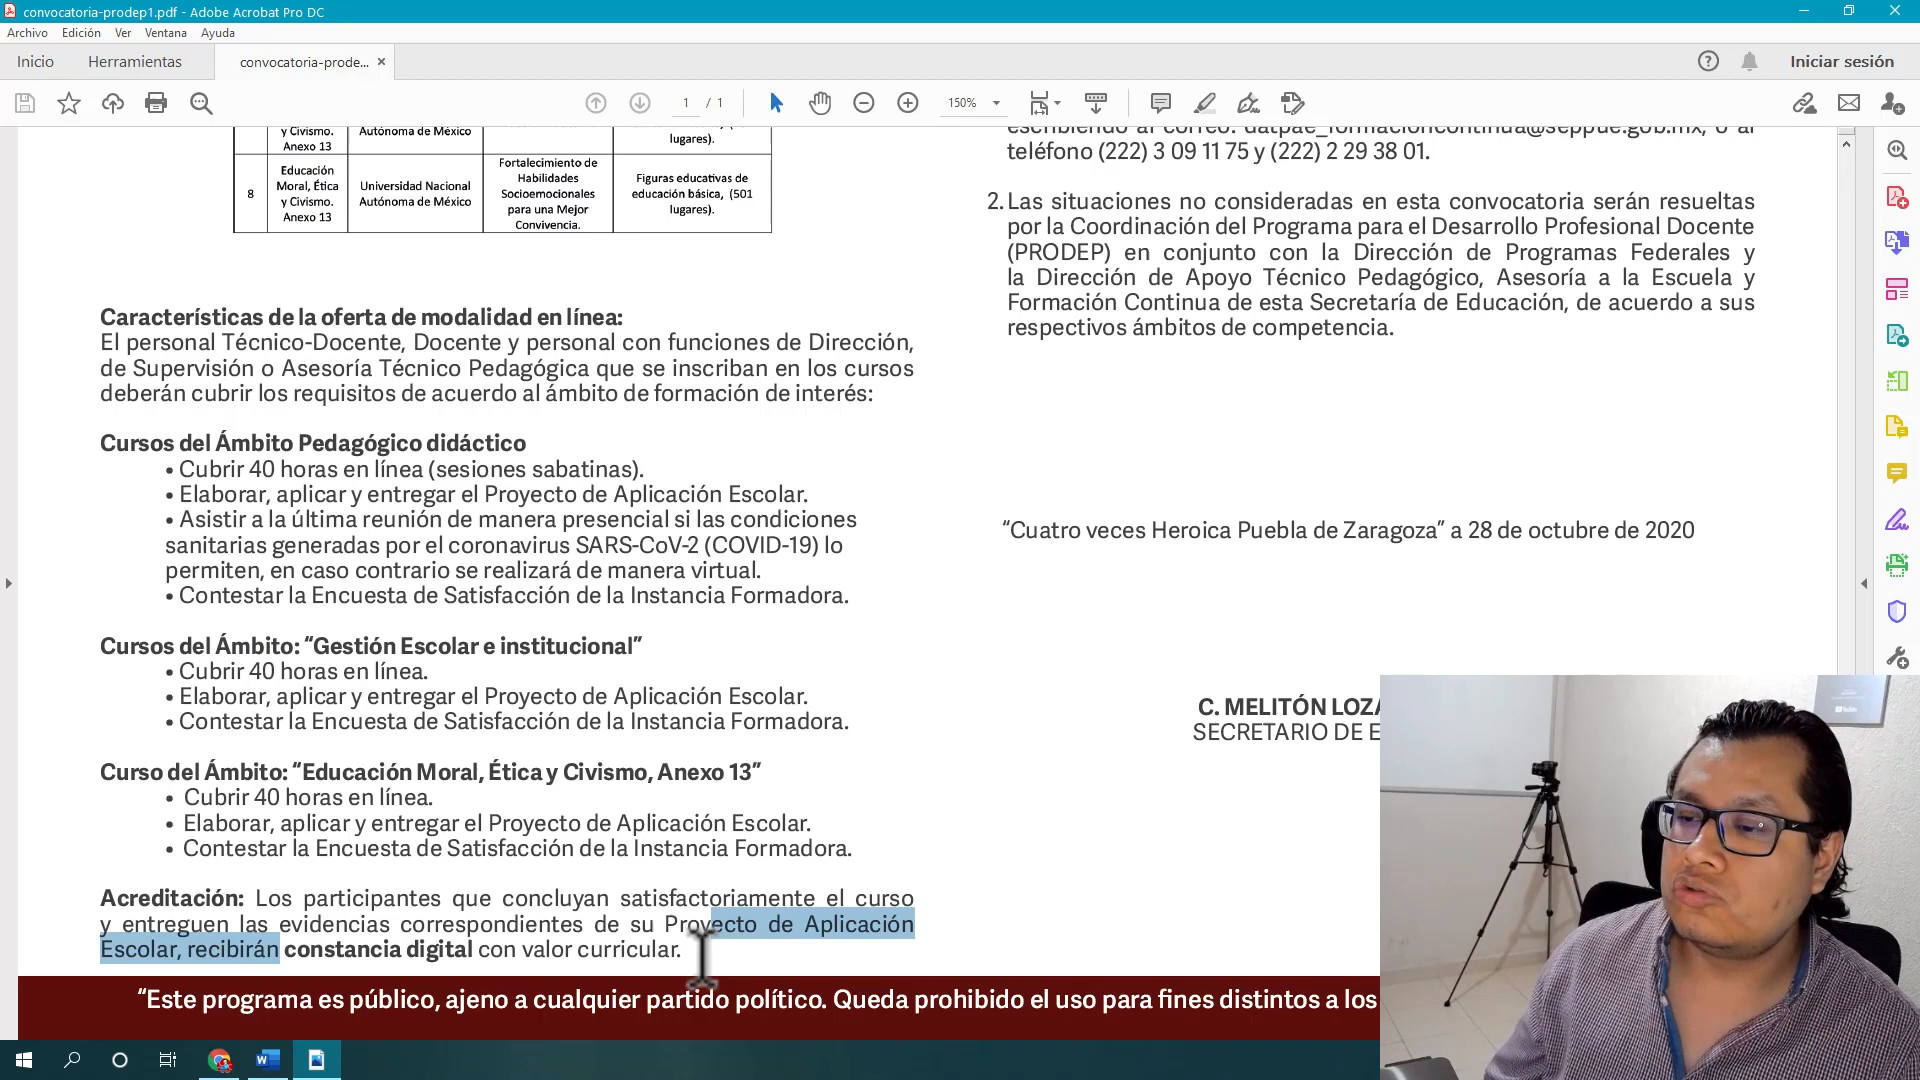 convocatoria-prodep1.pdf - Adobe Acrobat Pro DC
Archivo Edición Ver Ventana Ayuda
Inicio Herramientas convocatoria-prode... × Iniciar sesión
1 / 1 150%
y Civismo.
Anexo 13
Autónoma de México
lugares).
8
Educación
Moral, Ética
y Civismo.
Anexo 13
Universidad Nacional
Autónoma de México
Fortalecimiento de
Habilidades
Socioemocionales
para una Mejor
Convivencia.
Figuras educativas de
educación básica, (501
lugares).
Características de la oferta de modalidad en línea:
El personal Técnico-Docente, Docente y personal con funciones de Dirección,
de Supervisión o Asesoría Técnico Pedagógica que se inscriban en los cursos
deberán cubrir los requisitos de acuerdo al ámbito de formación de interés:
Cursos del Ámbito Pedagógico didáctico
• Cubrir 40 horas en línea (sesiones sabatinas).
• Elaborar, aplicar y entregar el Proyecto de Aplicación Escolar.
• Asistir a la última reunión de manera presencial si las condiciones
sanitarias generadas por el coronavirus SARS-CoV-2 (COVID-19) lo
permiten, en caso contrario se realizará de manera virtual.
• Contestar la Encuesta de Satisfacción de la Instancia Formadora.
Cursos del Ámbito: “Gestión Escolar e institucional”
• Cubrir 40 horas en línea.
• Elaborar, aplicar y entregar el Proyecto de Aplicación Escolar.
• Contestar la Encuesta de Satisfacción de la Instancia Formadora.
Curso del Ámbito: “Educación Moral, Ética y Civismo, Anexo 13”
• Cubrir 40 horas en línea.
• Elaborar, aplicar y entregar el Proyecto de Aplicación Escolar.
• Contestar la Encuesta de Satisfacción de la Instancia Formadora.
Acreditación: Los participantes que concluyan satisfactoriamente el curso
y entreguen las evidencias correspondientes de su Proyecto de Aplicación
Escolar, recibirán constancia digital con valor curricular.
escribiendo al correo: datpae_formacioncontinua@seppue.gob.mx, o al
teléfono (222) 3 09 11 75 y (222) 2 29 38 01.
2. Las situaciones no consideradas en esta convocatoria serán resueltas
por la Coordinación del Programa para el Desarrollo Profesional Docente
(PRODEP) en conjunto con la Dirección de Programas Federales y
la Dirección de Apoyo Técnico Pedagógico, Asesoría a la Escuela y
Formación Continua de esta Secretaría de Educación, de acuerdo a sus
respectivos ámbitos de competencia.
“Cuatro veces Heroica Puebla de Zaragoza” a 28 de octubre de 2020
C. MELITÓN LOZA
SECRETARIO DE E
“Este programa es público, ajeno a cualquier partido político. Queda prohibido el uso para fines distintos a los